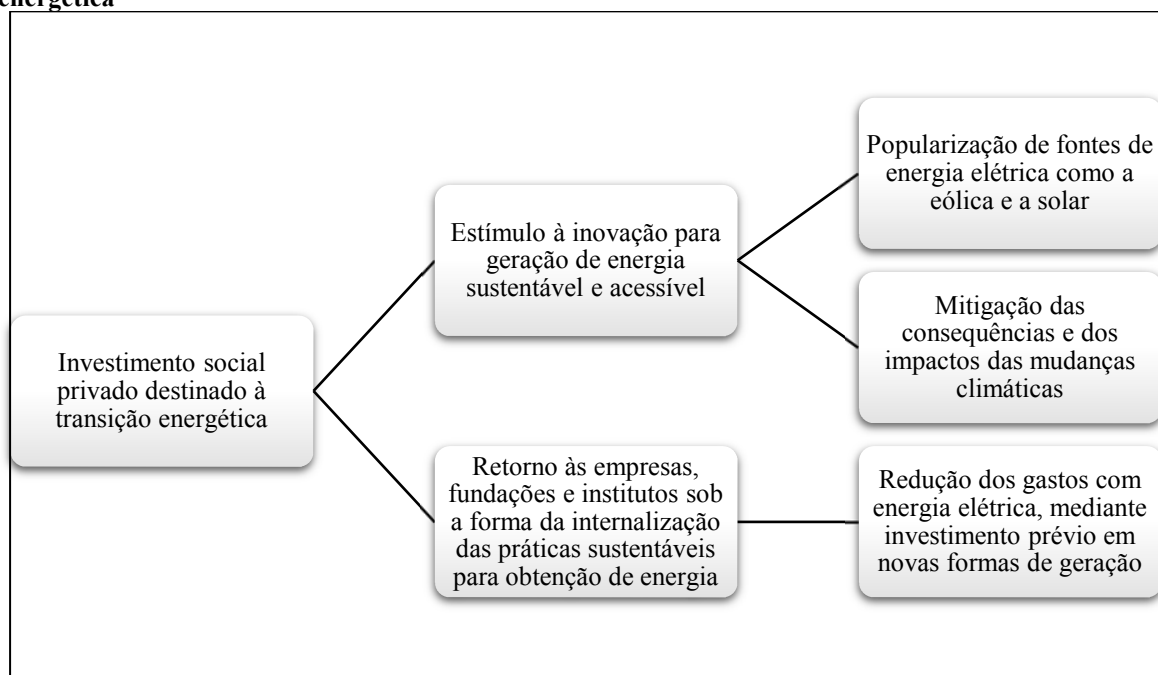 energética
Popularização de fontes de
energia elétrica como a
eólica e a solar
Estímulo à inovação para
geração de energia
sustentável e acessível
Mitigação das
consequências e dos
impactos das mudanças
climáticas
Investimento social
privado destinado à
transição energética
Retorno às empresas,
fundações e institutos sob
a forma da internalização
das práticas sustentáveis
para obtenção de energia
Redução dos gastos com
energia elétrica, mediante
investimento prévio em
novas formas de geração